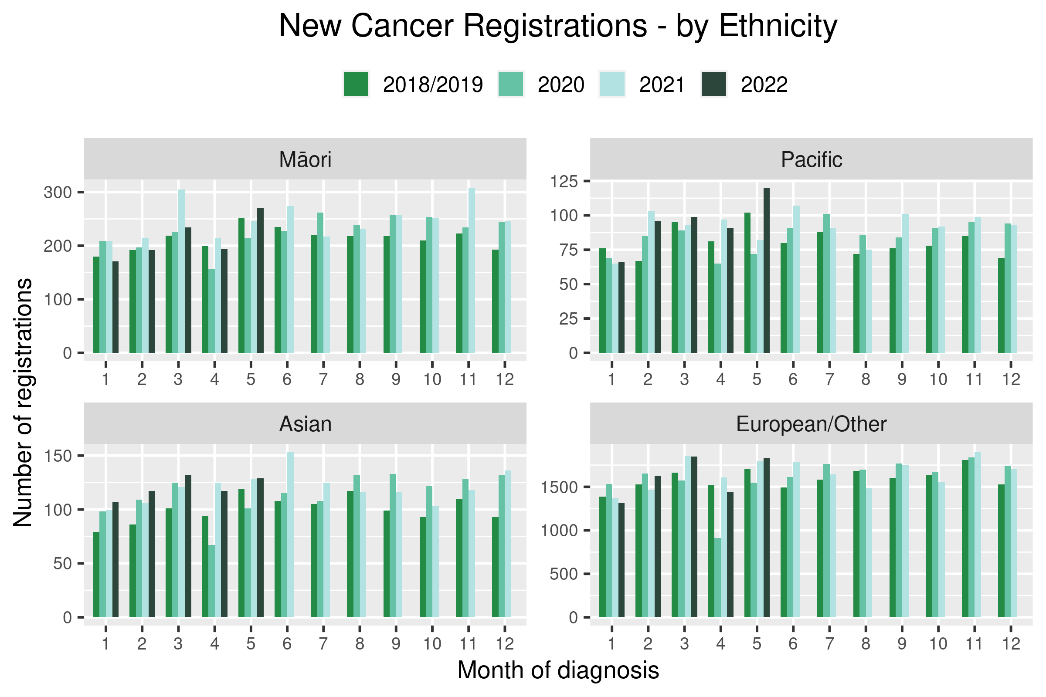 New Cancer Registrations - by Ethnicity
2018/2019 2020 2021 2022
Māori
300
200
100
0
1 2 3 4 5 6 7 8 9 10 11 12
Pacific
125
100
75
50
25
0
1 2 3 4 5 6 7 8 9 10 11 12
Number of registrations
Asian
150
100
50
0
1 2 3 4 5 6 7 8 9 10 11 12
European/Other
1500
1000
500
0
1 2 3 4 5 6 7 8 9 10 11 12
Month of diagnosis